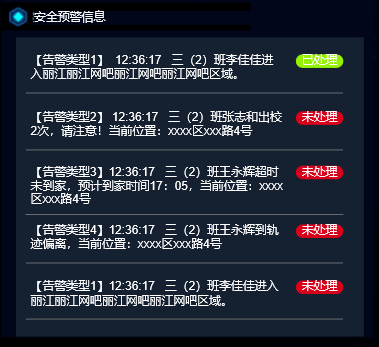 安全预警信息
【告警类型1】 12:36:17 三（2）班李佳佳进
入丽江丽江网吧丽江网吧丽江网吧区域。
已处理
【告警类型2】 12:36:17 三（2）班张志和出校
2次，请注意！当前位置：xxxx区xxx路4号
未处理
【告警类型3】12:36:17 三（2）班王永辉超时
未到家，预计到家时间17：05，当前位置：xxxx
区xxx路4号
未处理
【告警类型4】12:36:17 三（2）班王永辉到轨
迹偏离，当前位置：xxxx区xxx路4号
未处理
【告警类型1】12:36:17 三（2）班李佳佳进入
丽江丽江网吧丽江网吧丽江网吧区域。
未处理